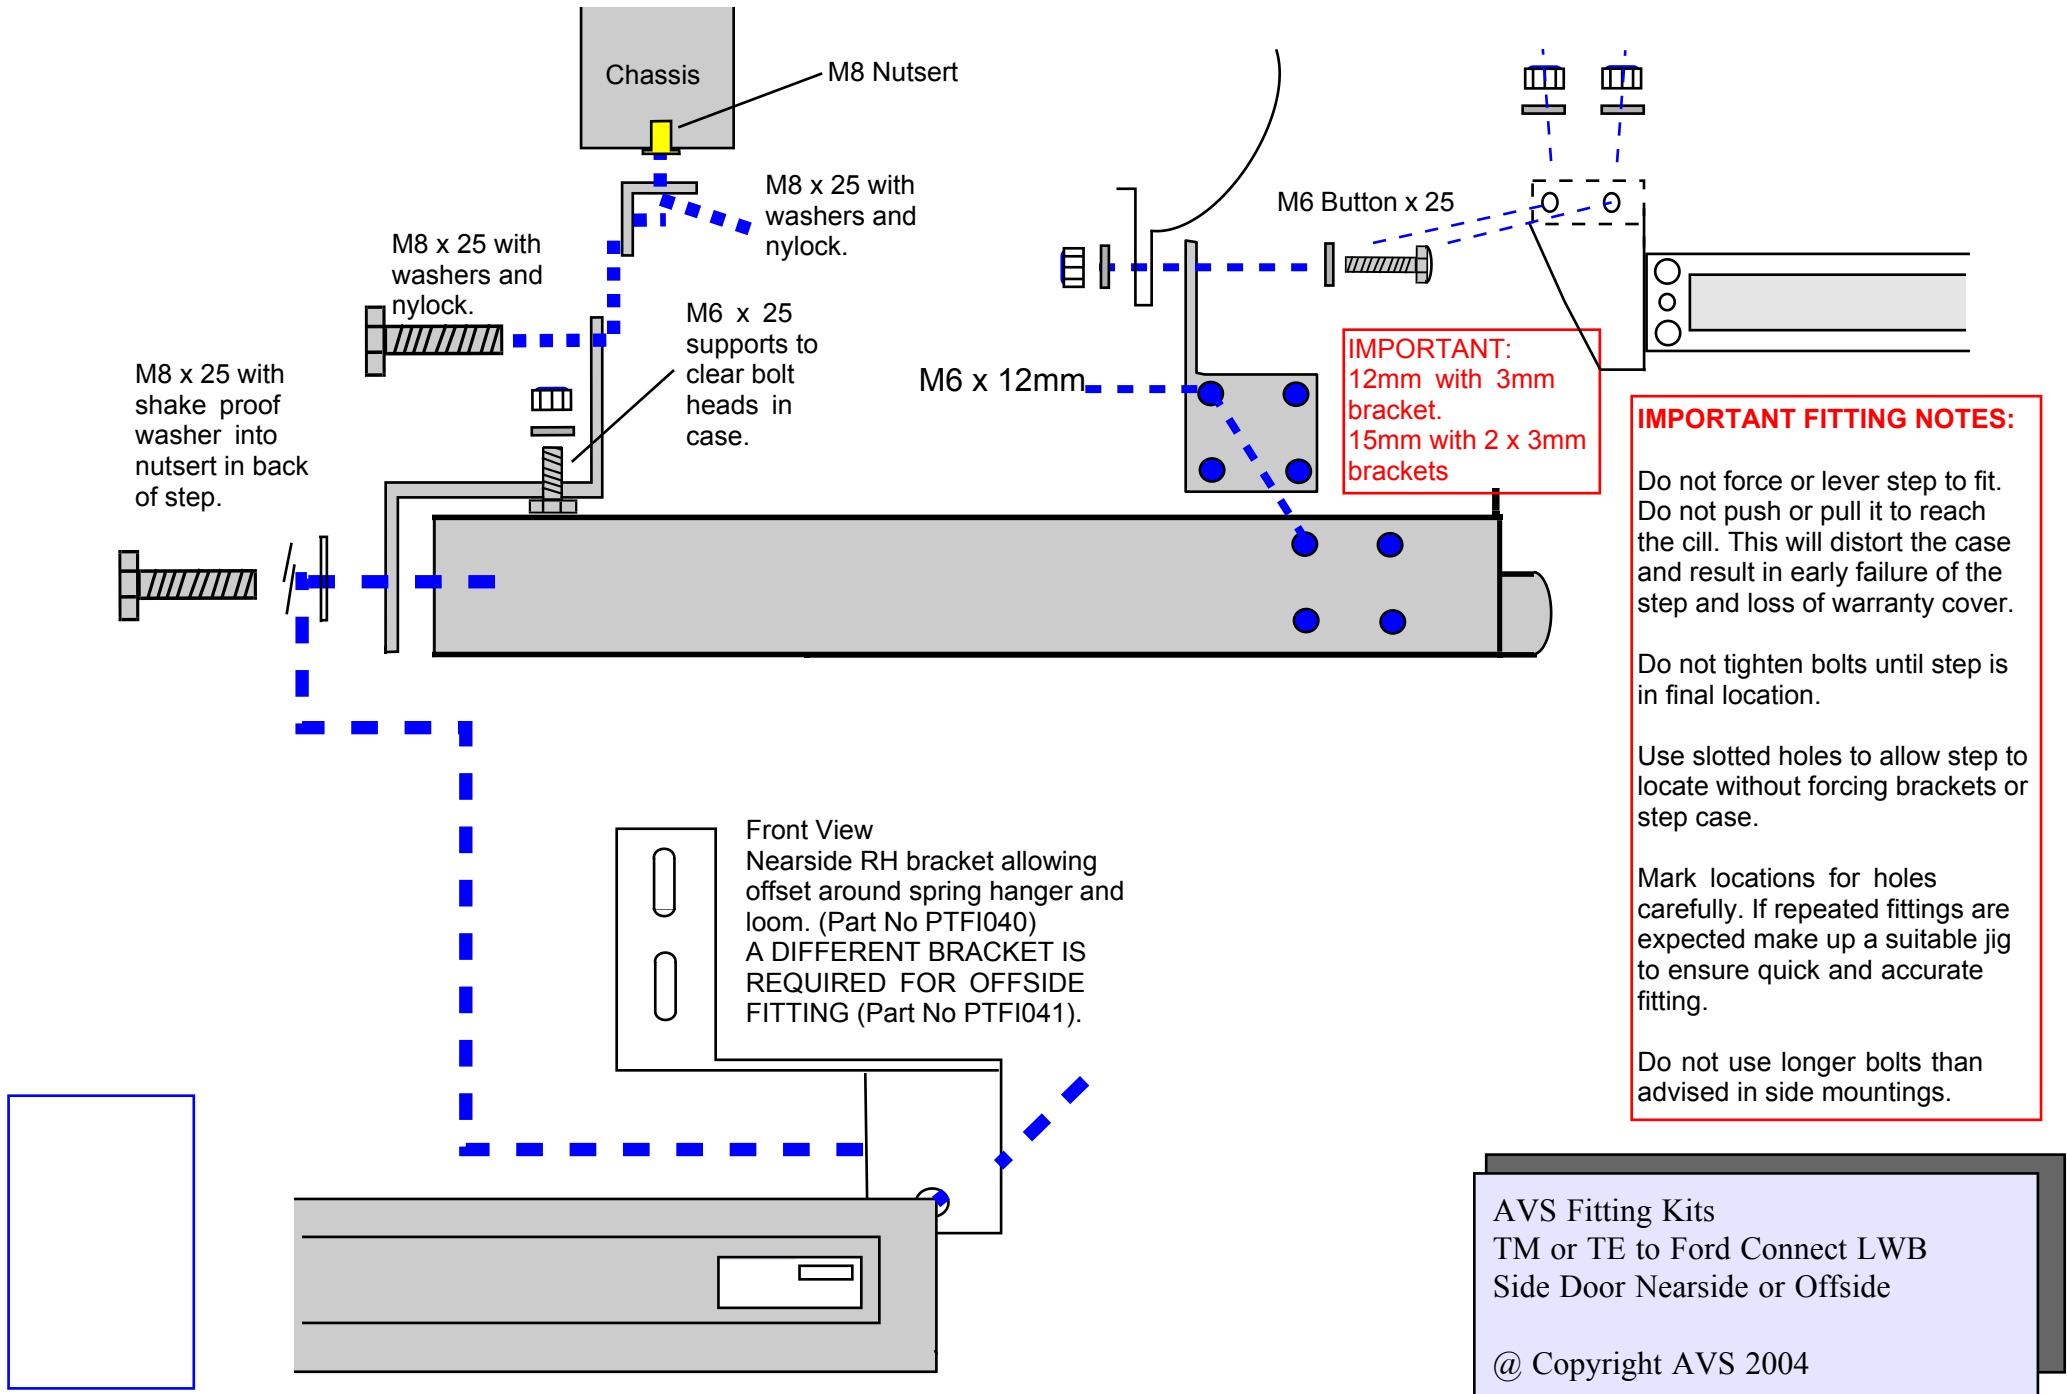 Chassis
M8 Nutsert
M8 x 25 with
washers and
nylock.
M8 x 25 with
washers and
nylock.
M6 x 25
supports to
clear bolt
heads in
case.
M8 x 25 with
shake proof
washer into
nutsert in back
of step.
M6 Button x 25
M6 x 12mm
IMPORTANT:
12mm with 3mm
bracket.
15mm with 2 x 3mm
brackets
IMPORTANT FITTING NOTES:
Do not force or lever step to fit.
Do not push or pull it to reach
the cill. This will distort the case
and result in early failure of the
step and loss of warranty cover.
Do not tighten bolts until step is
in final location.
Use slotted holes to allow step to
locate without forcing brackets or
step case.
Mark locations for holes
carefully. If repeated fittings are
expected make up a suitable jig
to ensure quick and accurate
fitting.
Do not use longer bolts than
advised in side mountings.
Front View
Nearside RH bracket allowing
offset around spring hanger and
loom. (Part No PTFI040)
A DIFFERENT BRACKET IS
REQUIRED FOR OFFSIDE
FITTING (Part No PTFI041).
AVS Fitting Kits
TM or TE to Ford Connect LWB
Side Door Nearside or Offside
@ Copyright AVS 2004